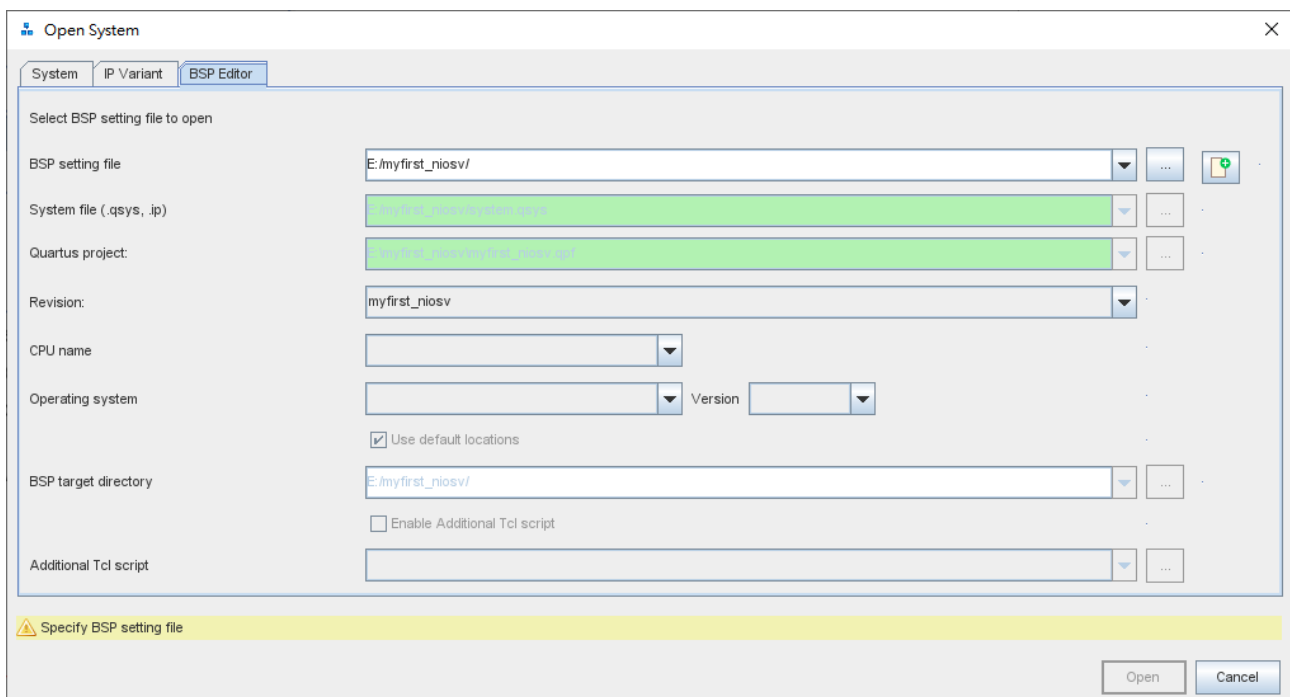 Open System
System IP Variant BSP Editor
Select BSP setting file to open
BSP setting file E:/myfirst_niosv/ ...
System file (.qsys, .ip) E:/myfirst_niosv/system.qsys ...
Quartus project: E:\myfirst_niosv\myfirst_niosv.qpf ...
Revision: myfirst_niosv
CPU name
Operating system Version
Use default locations
BSP target directory E:/myfirst_niosv/ ...
Enable Additional Tcl script
Additional Tcl script ...
Specify BSP setting file
Open Cancel